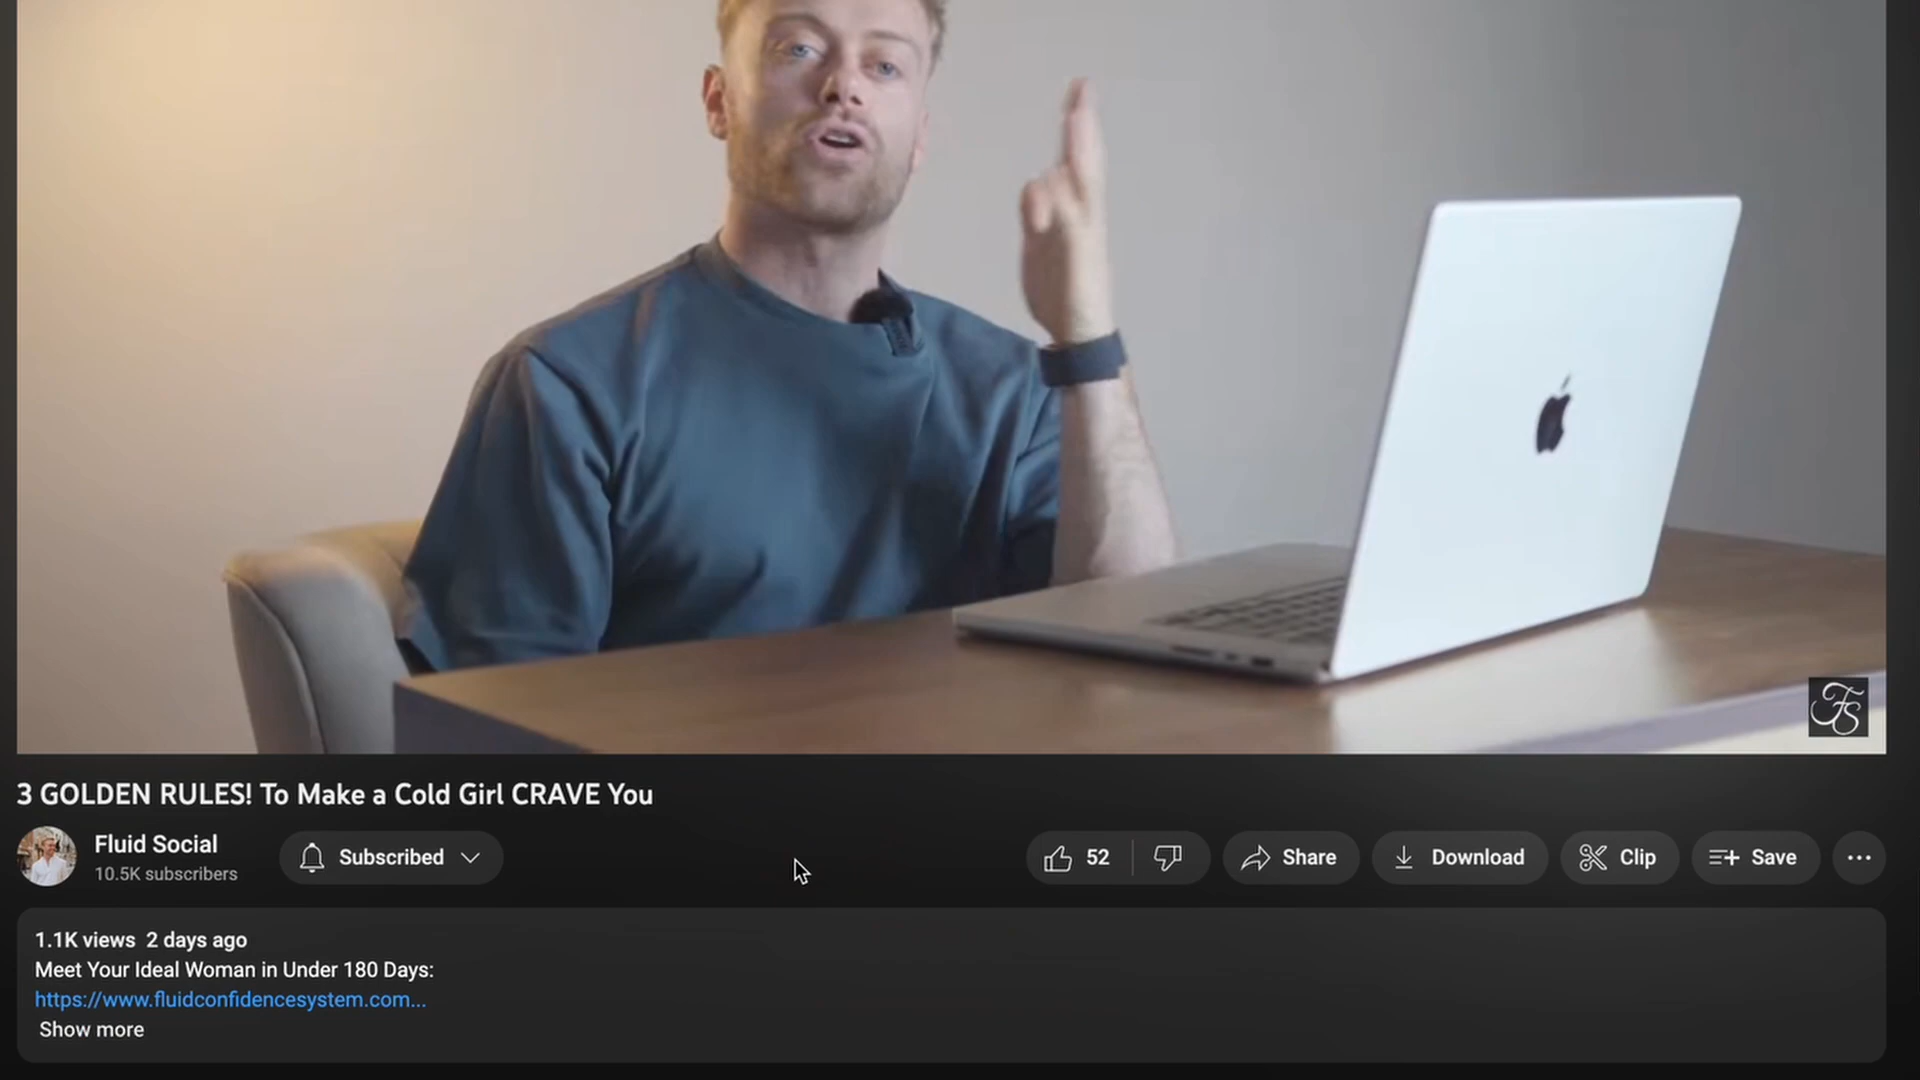 FS
3 GOLDEN RULES! To Make a Cold Girl CRAVE You
Fluid Social
10.5K subscribers
Subscribed
52
Share
Download
Clip
Save
1.1K views 2 days ago
Meet Your Ideal Woman in Under 180 Days:
https://www.fluidconfidencesystem.com...
Show more